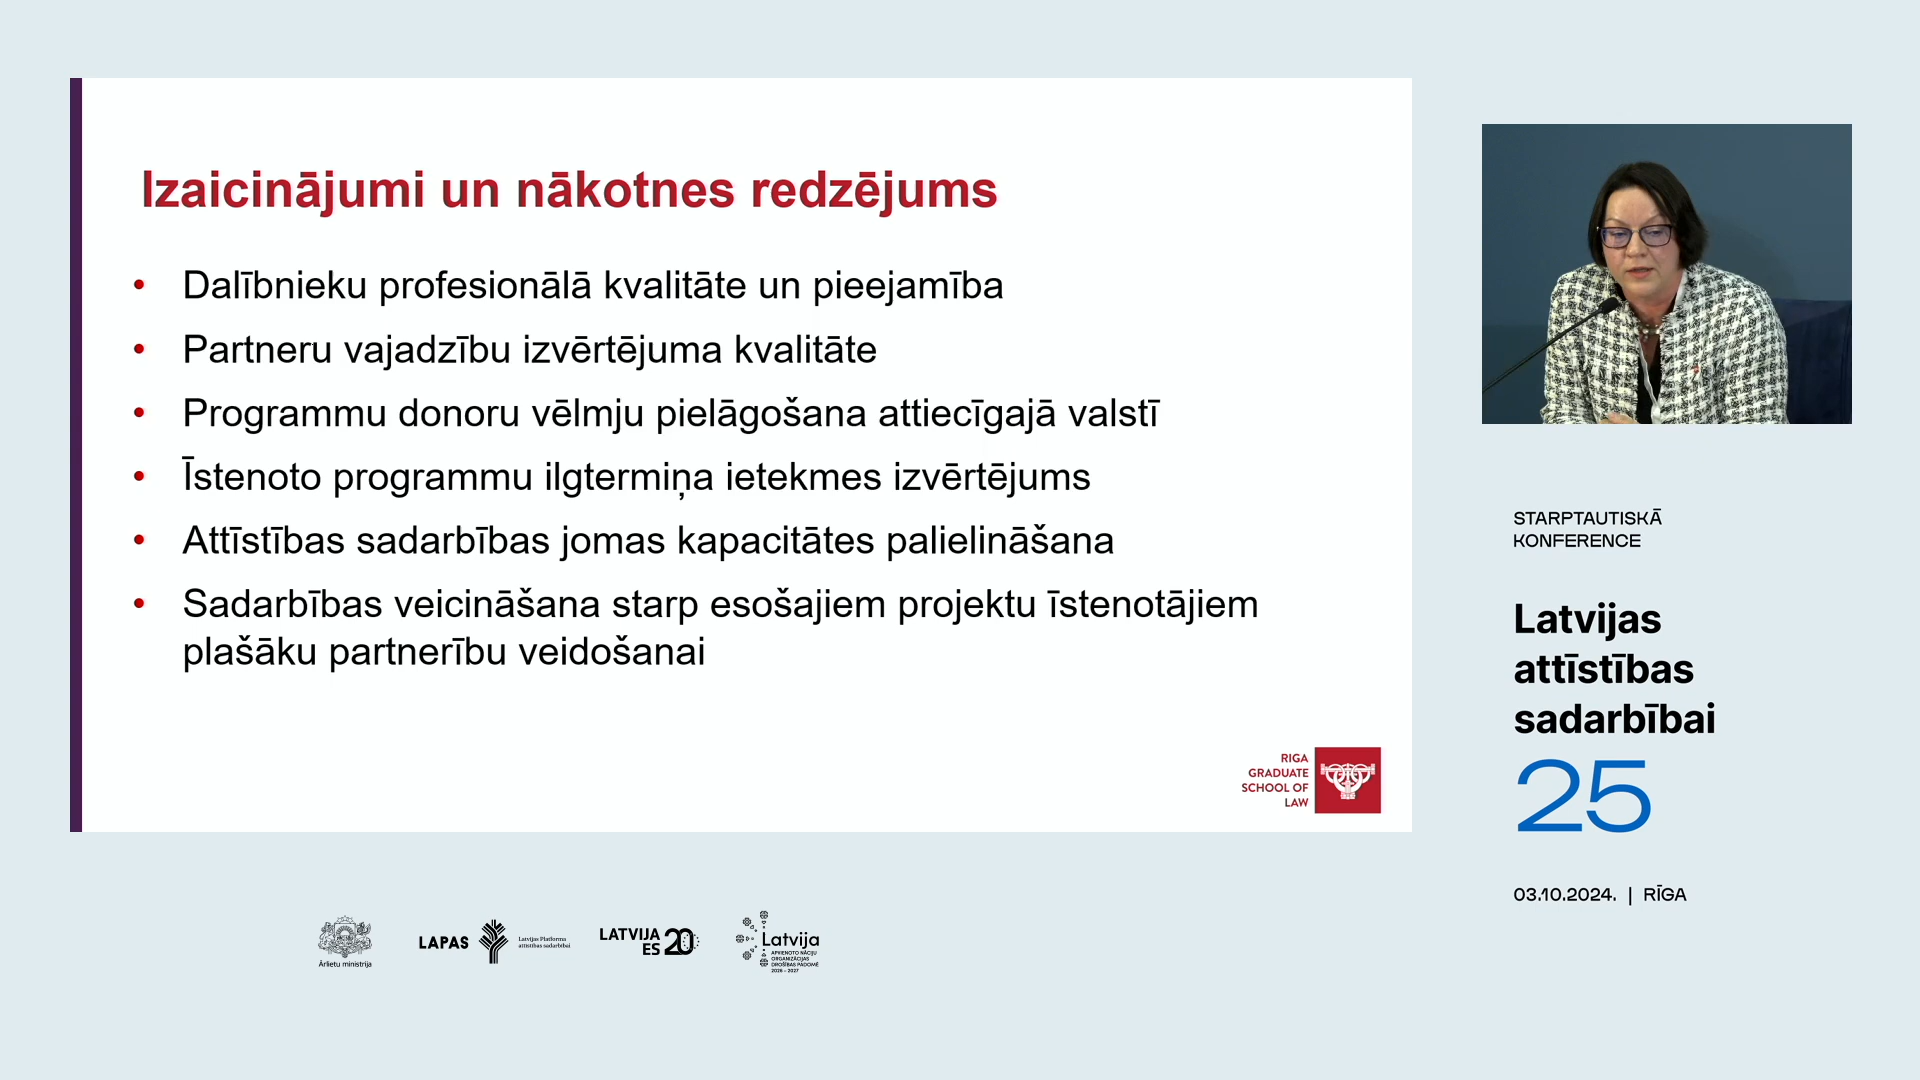 Izaicinājumi un nākotnes redzējums
• Dalībnieku profesionālā kvalitāte un pieejamība
• Partneru vajadzību izvērtējuma kvalitāte
• Programmu donoru vēlmju pielāgošana attiecīgajā valstī
• Īstenoto programmu ilgtermiņa ietekmes izvērtējums
• Attīstības sadarbības jomas kapacitātes palielināšana
• Sadarbības veicināšana starp esošajiem projektu īstenotājiem
plašāku partnerību veidošanai
RIGA
GRADUATE
SCHOOL OF
LAW
STARPTAUTISKĀ
KONFERENCE
Latvijas
attīstības
sadarbībai
25
03.10.2024. | RĪGA
Ārlietu ministrija
LAPAS
Latvijas Platforma
attīstības sadarbībai
LATVIJA
ES 20
Latvija
APVIENOTO NĀCIJU
ORGANIZĀCIJAS
DROŠĪBAS PADOMĒ
2026 - 2027